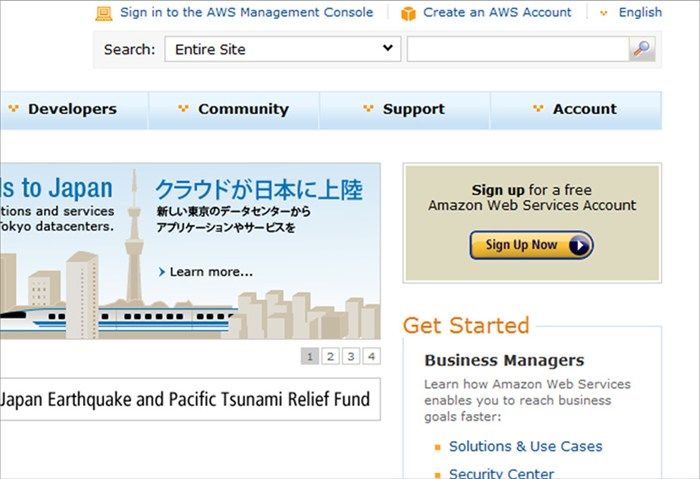 Sign in to the AWS Management Console
Create an AWS Account
English
Search:
Entire Site
Developers
Community
Support
Account
ls to Japan
tions and services
Tokyo datacenters.
クラウドが日本に上陸
新しい東京のデータセンターから
アプリケーションやサービスを
Learn more...
1 2 3 4
Japan Earthquake and Pacific Tsunami Relief Fund
Sign up for a free
Amazon Web Services Account
Sign Up Now
Get Started
Business Managers
Learn how Amazon Web Services
enables you to reach business
goals faster:
Solutions & Use Cases
Security Center